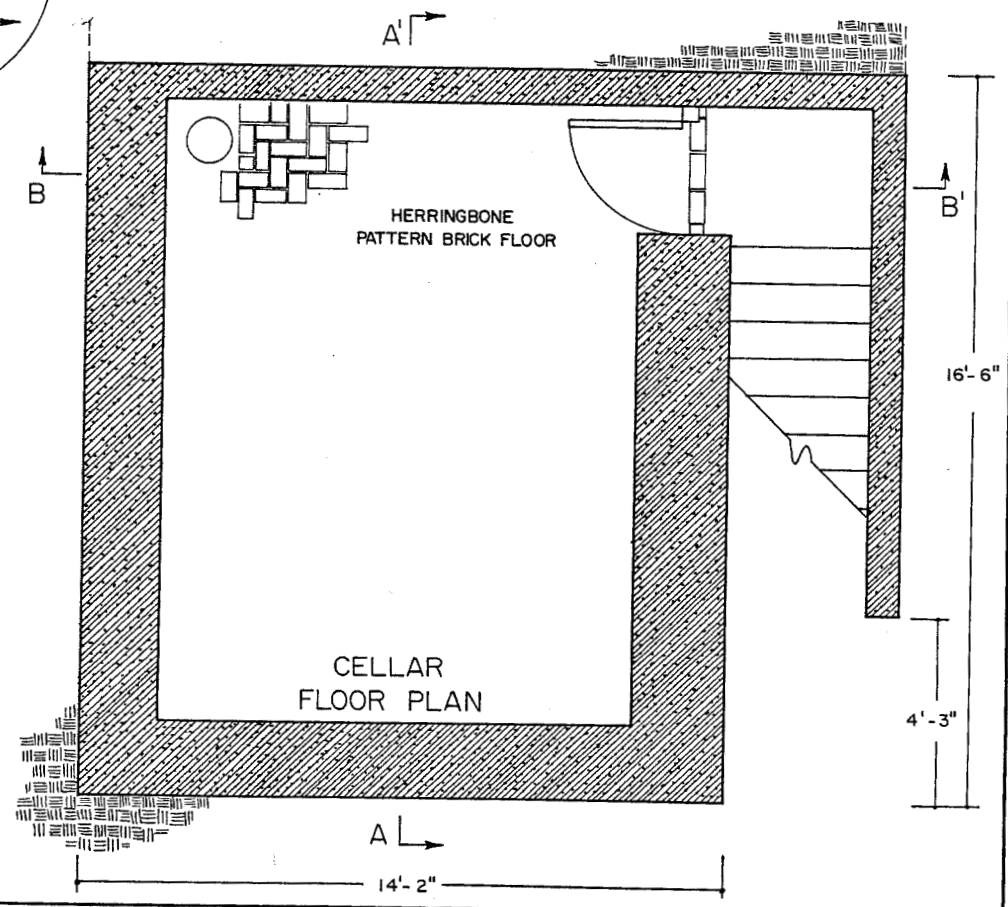 A'
B
B'
HERRINGBONE
PATTERN BRICK FLOOR
16'-6"
CELLAR
FLOOR PLAN
4'-3"
A
14'-2"